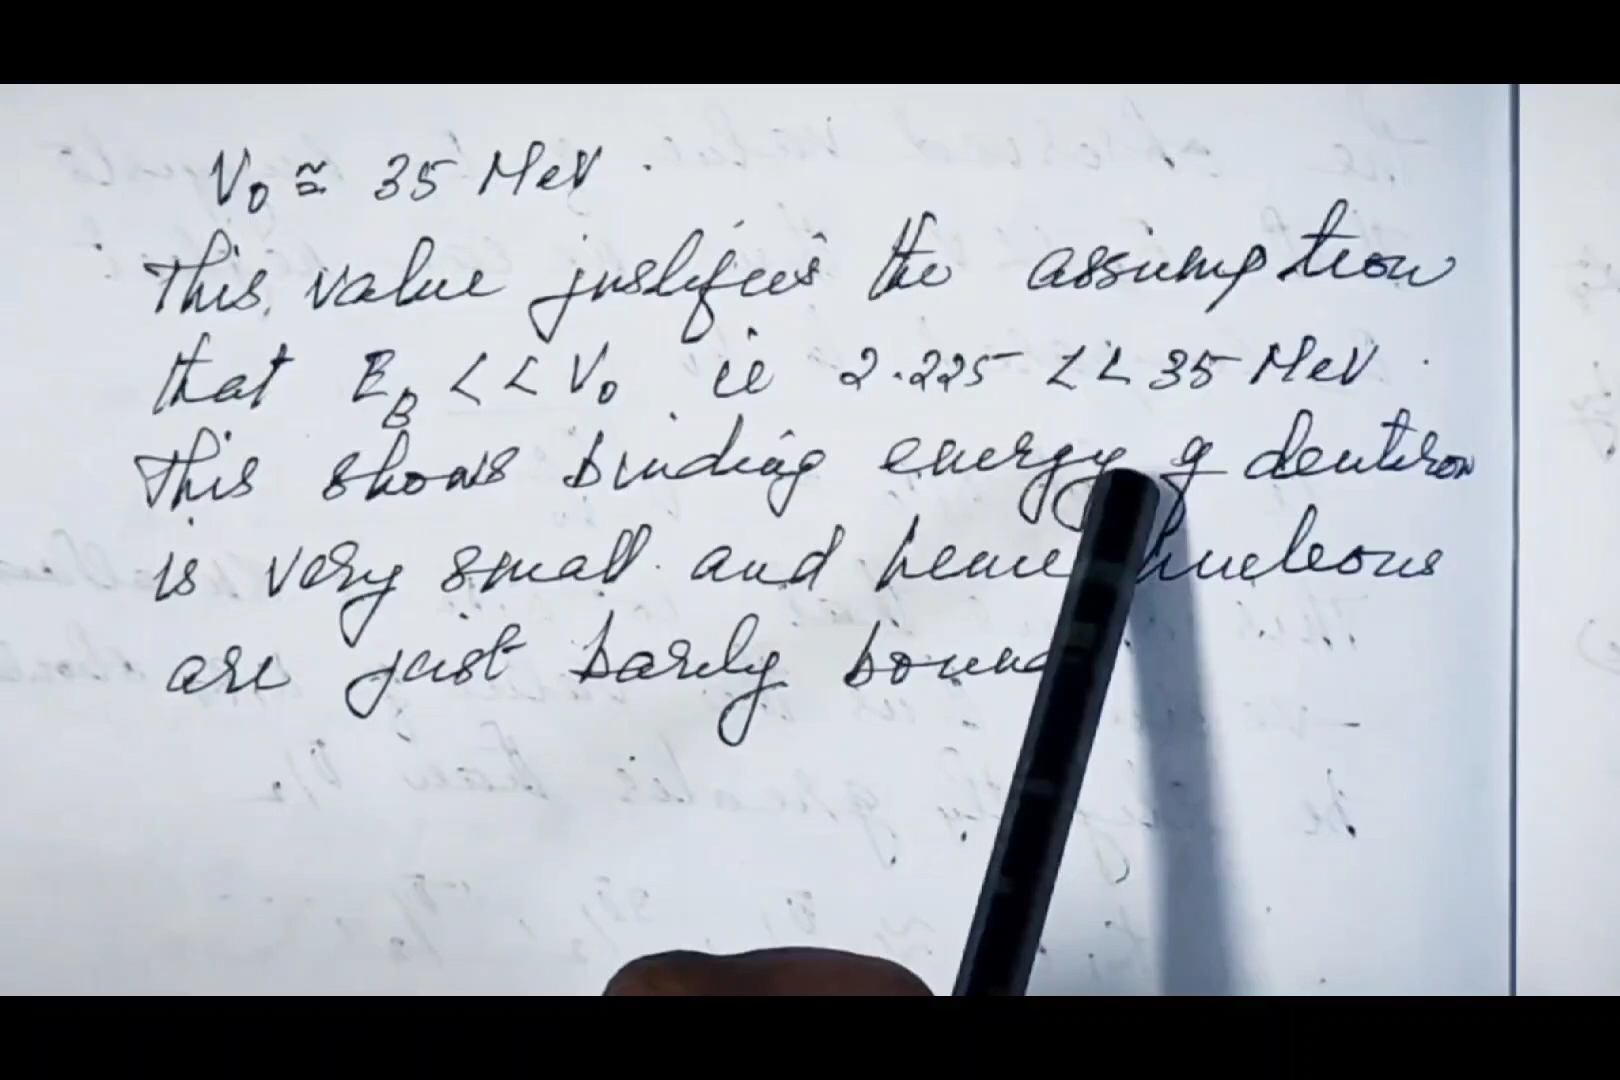 V₀ ≅ 35 MeV.
This value justifies the assumption
that E_B << V₀ ie 2.225 << 35 MeV.
This shows binding energy of deutron
is very small and hence nucleons
are just barely bound